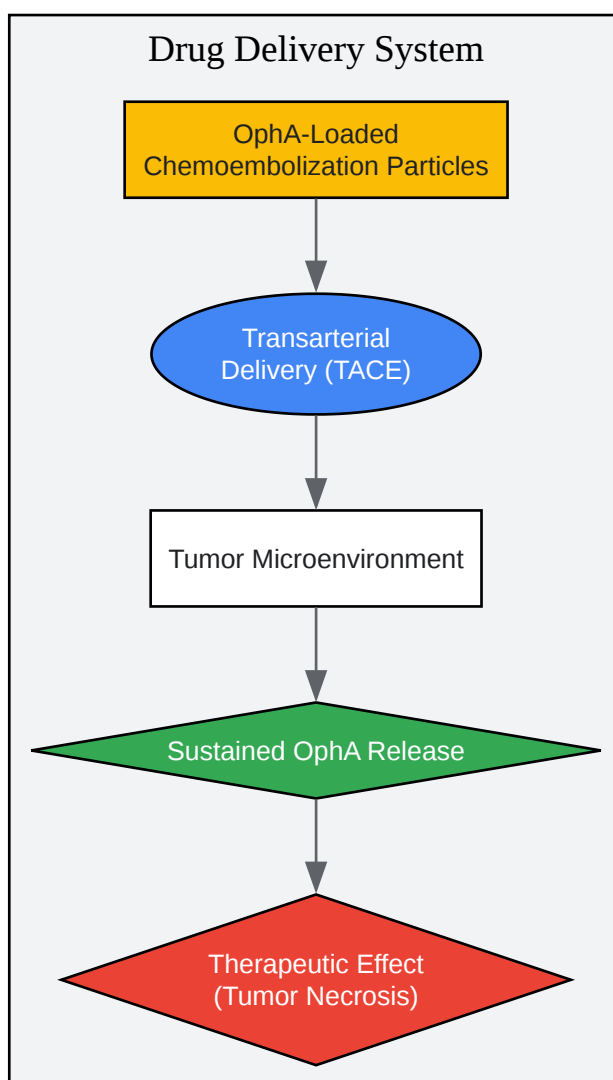 Drug Delivery System
OphA-Loaded
Chemoembolization Particles
Transarterial
Delivery (TACE)
Tumor Microenvironment
Sustained OphA Release
Therapeutic Effect
(Tumor Necrosis)